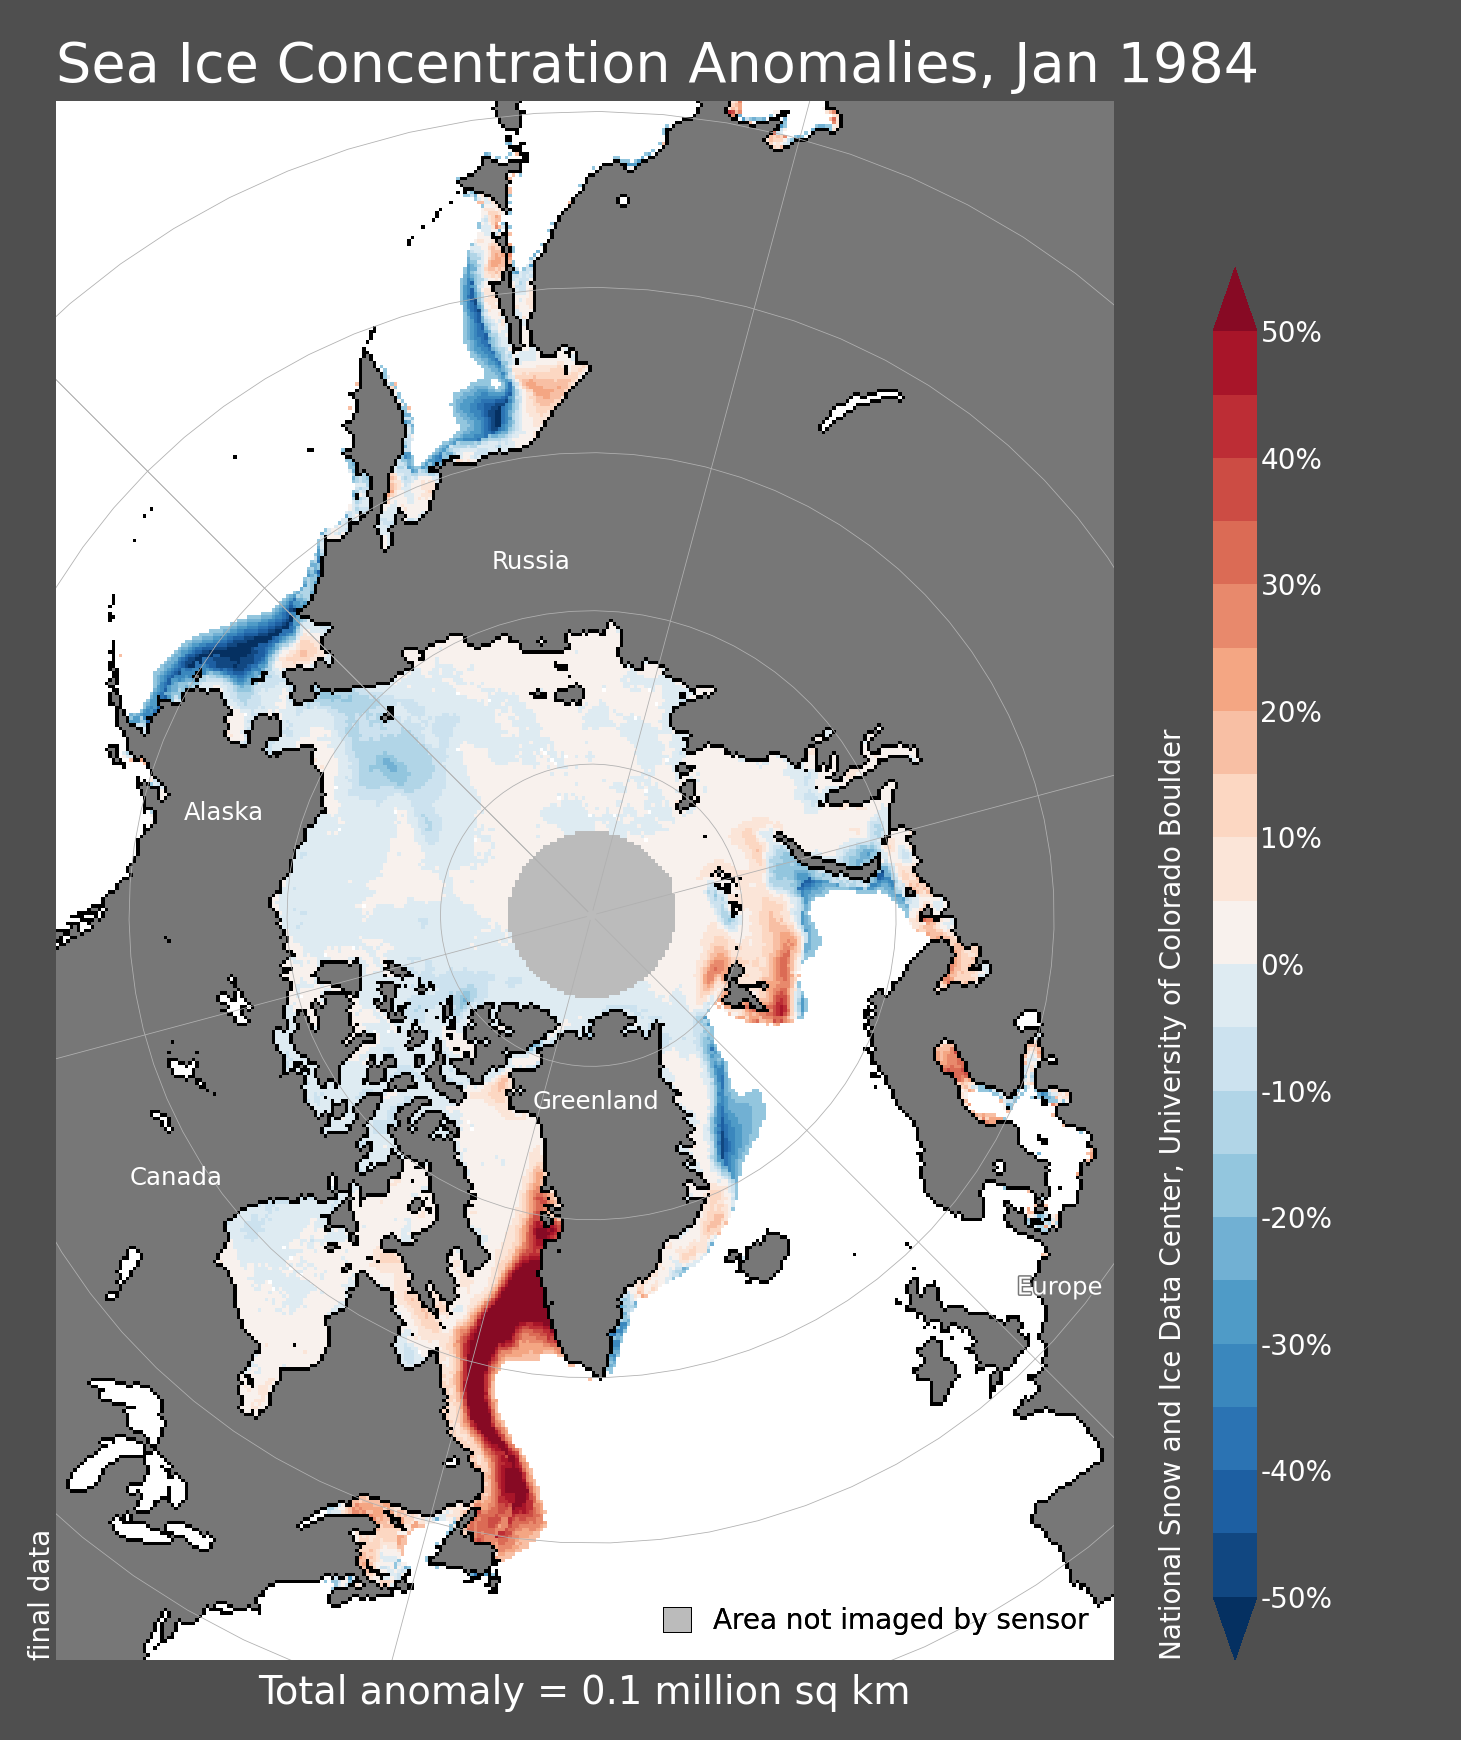 Sea Ice Concentration Anomalies, Jan 1984
Russia
Alaska
Greenland
Canada
Europe
50%
40%
30%
20%
10%
0%
-10%
-20%
-30%
-40%
-50%
National Snow and Ice Data Center, University of Colorado Boulder
final data
Area not imaged by sensor
Total anomaly = 0.1 million sq km